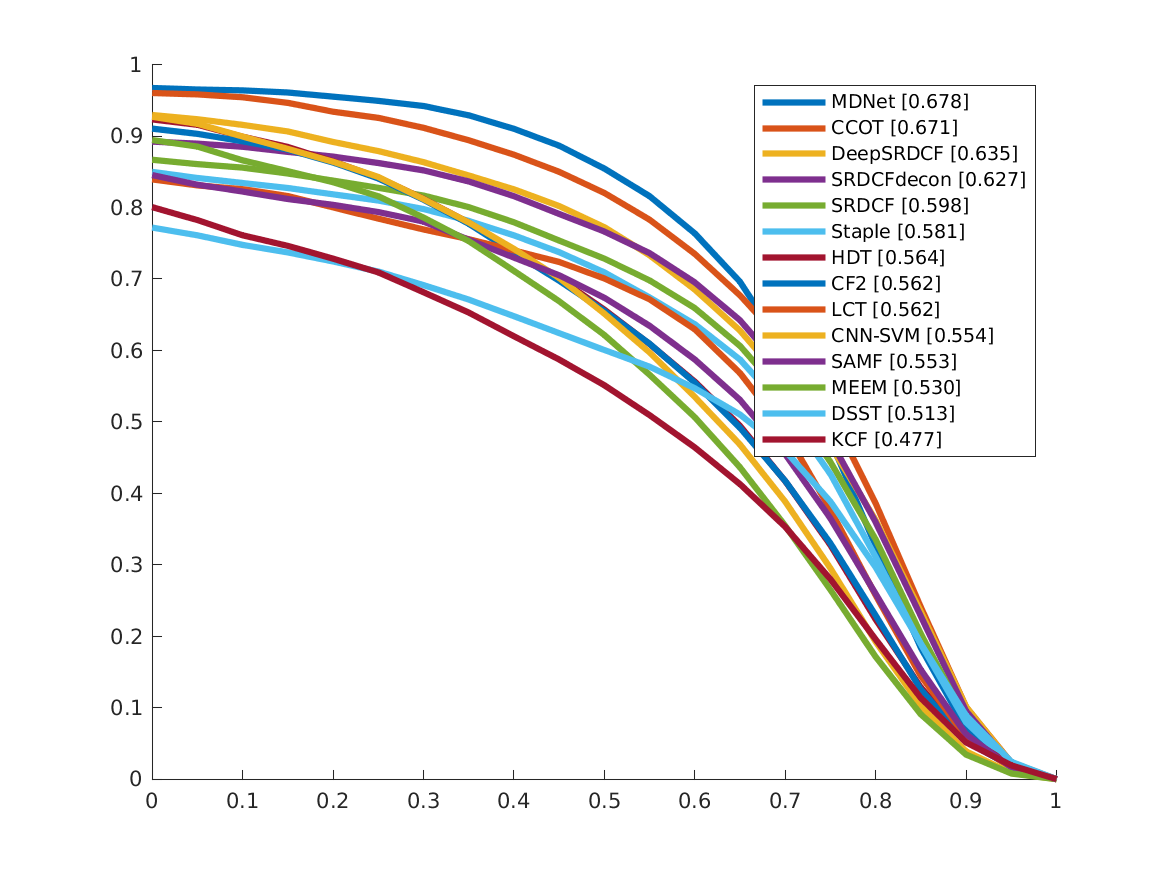 1
0.9
0.8
0.7
0.6
0.5
0.4
0.3
0.2
0.1
0
0 0.1 0.2 0.3 0.4 0.5 0.6 0.7 0.8 0.9 1
MDNet [0.678]
CCOT [0.671]
DeepSRDCF [0.635]
SRDCFdecon [0.627]
SRDCF [0.598]
Staple [0.581]
HDT [0.564]
CF2 [0.562]
LCT [0.562]
CNN-SVM [0.554]
SAMF [0.553]
MEEM [0.530]
DSST [0.513]
KCF [0.477]